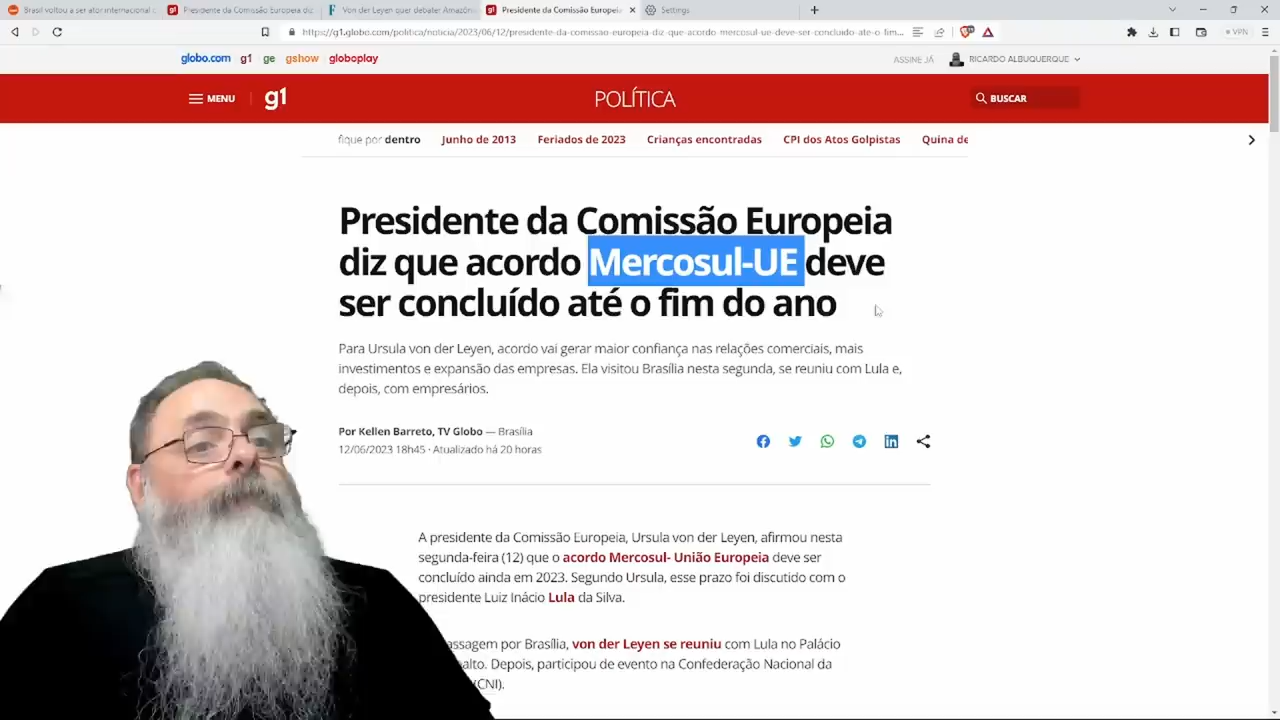 Brasil voltou a ser ator internacional
Presidente da Comissão Europeia diz
Von der Leyen quer debater Amazôni
Presidente da Comissão Europeia
Settings
https://g1.globo.com/politica/noticia/2023/06/12/presidente-da-comissao-europeia-diz-que-acordo-mercosul-ue-deve-ser-concluido-ate-o-fim...
VPN
globo.com g1 ge gshow globoplay
ASSINE JÁ
RICARDO ALBUQUERQUE
MENU
g1
POLÍTICA
BUSCAR
fique por dentro Junho de 2013 Feriados de 2023 Crianças encontradas CPI dos Atos Golpistas Quina de
Presidente da Comissão Europeia
diz que acordo Mercosul-UE deve
ser concluído até o fim do ano
Para Ursula von der Leyen, acordo vai gerar maior confiança nas relações comerciais, mais
investimentos e expansão das empresas. Ela visitou Brasília nesta segunda, se reuniu com Lula e,
depois, com empresários.
Por Kellen Barreto, TV Globo — Brasília
12/06/2023 18h45 · Atualizado há 20 horas
A presidente da Comissão Europeia, Ursula von der Leyen, afirmou nesta
segunda-feira (12) que o acordo Mercosul- União Europeia deve ser
concluído ainda em 2023. Segundo Ursula, esse prazo foi discutido com o
presidente Luiz Inácio Lula da Silva.
assagem por Brasília, von der Leyen se reuniu com Lula no Palácio
alto. Depois, participou de evento na Confederação Nacional da
(CNI).